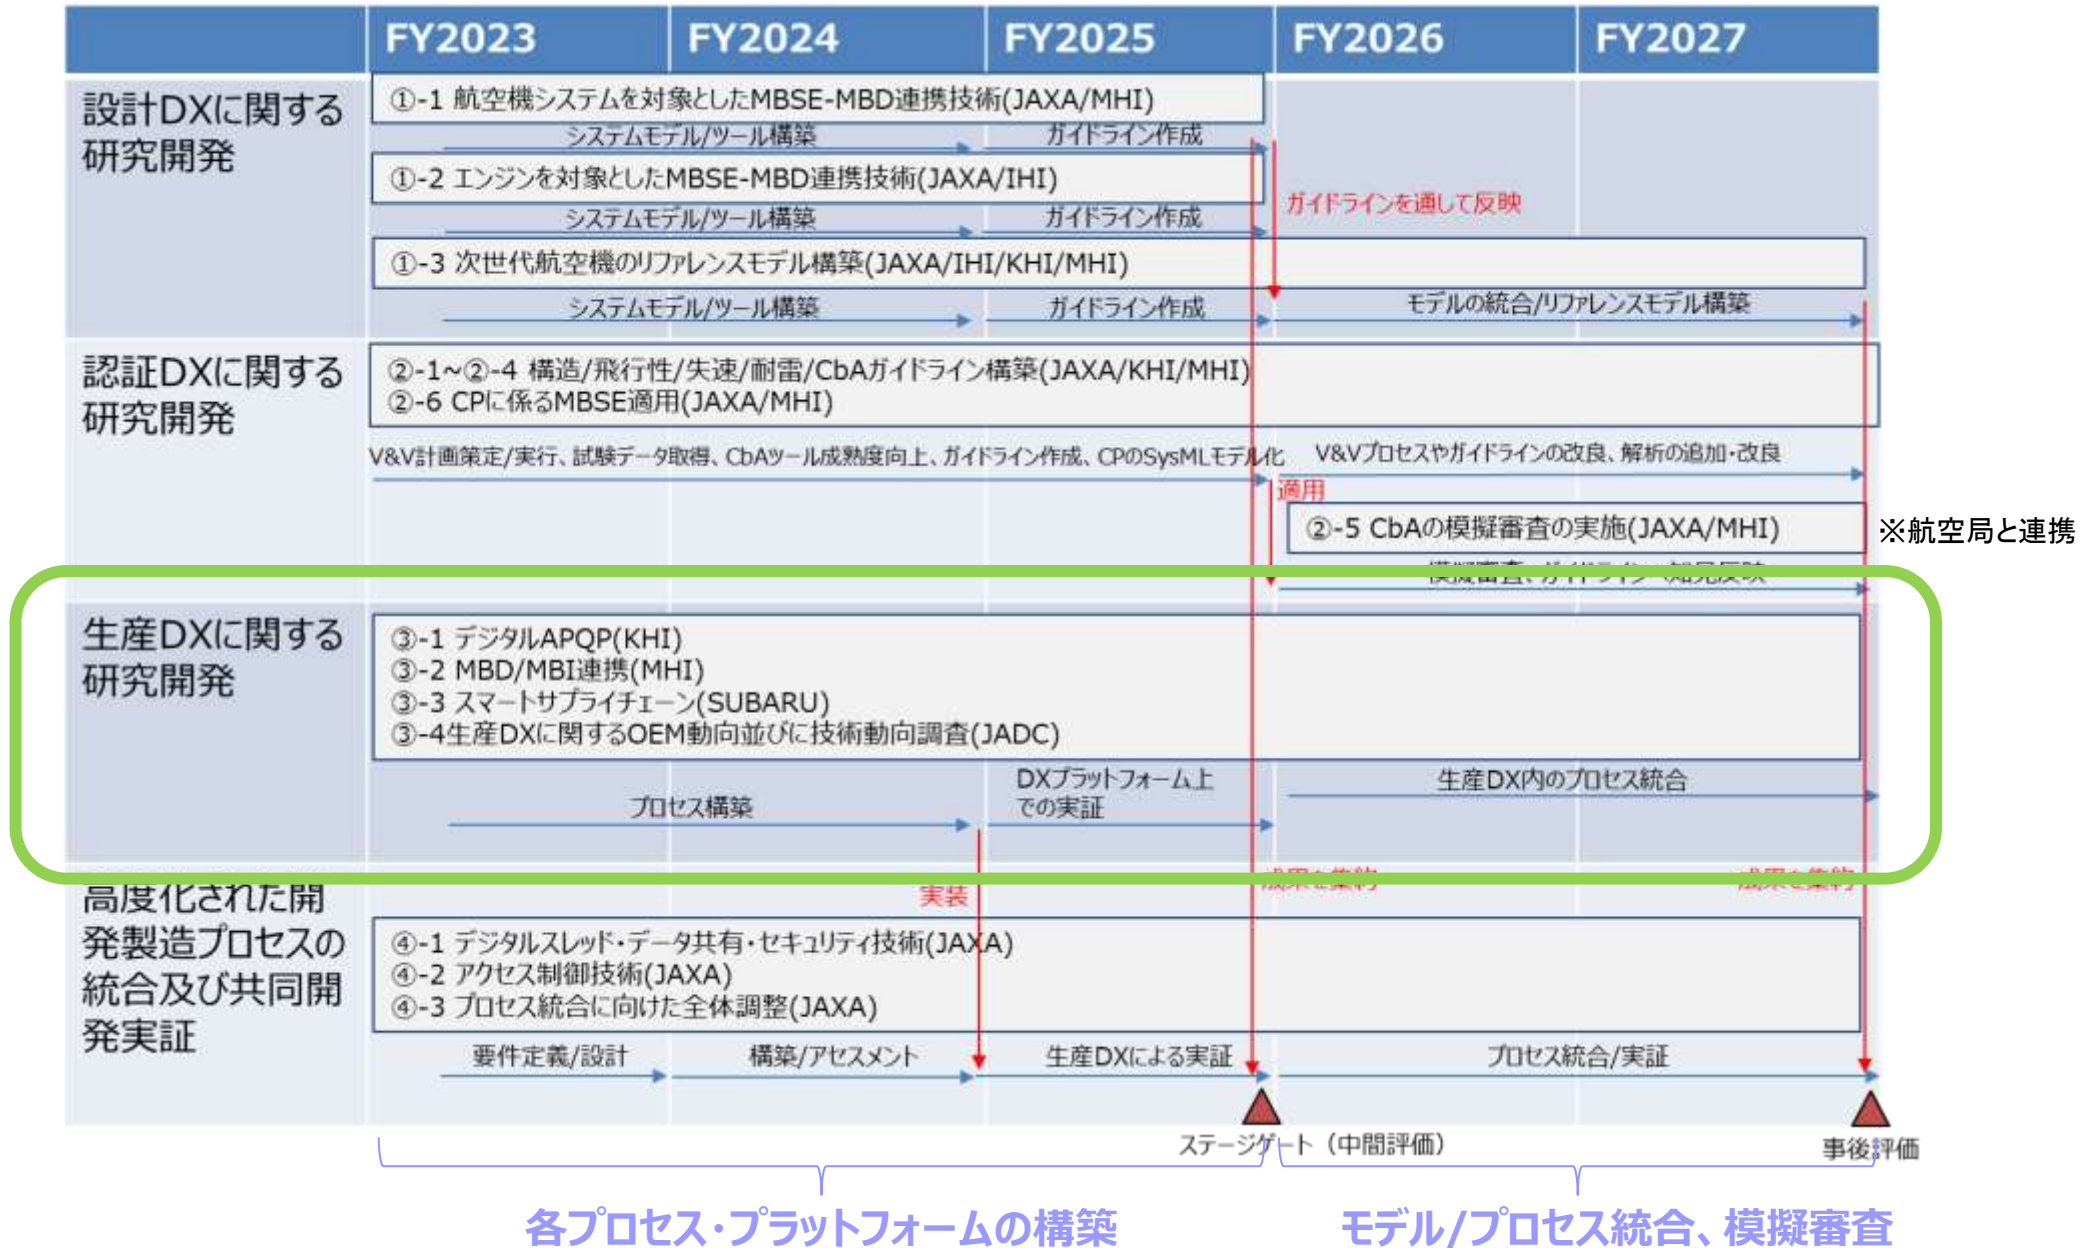 FY2023 FY2024 FY2025 FY2026 FY2027
設計DXに関する
研究開発
①-1 航空機システムを対象としたMBSE-MBD連携技術(JAXA/MHI)
システムモデル/ツール構築 ガイドライン作成
①-2 エンジンを対象としたMBSE-MBD連携技術(JAXA/IHI)
ガイドラインを通して反映
システムモデル/ツール構築 ガイドライン作成
①-3 次世代航空機のリファレンスモデル構築(JAXA/IHI/KHI/MHI)
システムモデル/ツール構築 ガイドライン作成 モデルの統合/リファレンスモデル構築
認証DXに関する
研究開発
②-1~②-4 構造/飛行性/失速/耐雷/CbAガイドライン構築(JAXA/KHI/MHI)
②-6 CPに係るMBSE適用(JAXA/MHI)
V&V計画策定/実行、試験データ取得、CbAツール成熟度向上、ガイドライン作成、CPのSysMLモデル化 V&Vプロセスやガイドラインの改良、解析の追加・改良
適用
②-5 CbAの模擬審査の実施(JAXA/MHI)
※航空局と連携
模擬審査、ガイドラインへ知見反映
生産DXに関する
研究開発
③-1 デジタルAPQP(KHI)
③-2 MBD/MBI連携(MHI)
③-3 スマートサプライチェーン(SUBARU)
③-4生産DXに関するOEM動向並びに技術動向調査(JADC)
プロセス構築
DXプラットフォーム上
での実証
生産DX内のプロセス統合
実装 成果を集約 成果を集約
高度化された開
発製造プロセスの
統合及び共同開
発実証
④-1 デジタルスレッド・データ共有・セキュリティ技術(JAXA)
④-2 アクセス制御技術(JAXA)
④-3 プロセス統合に向けた全体調整(JAXA)
要件定義/設計 構築/アセスメント 生産DXによる実証 プロセス統合/実証
ステージゲート（中間評価） 事後評価
各プロセス・プラットフォームの構築 モデル/プロセス統合、模擬審査